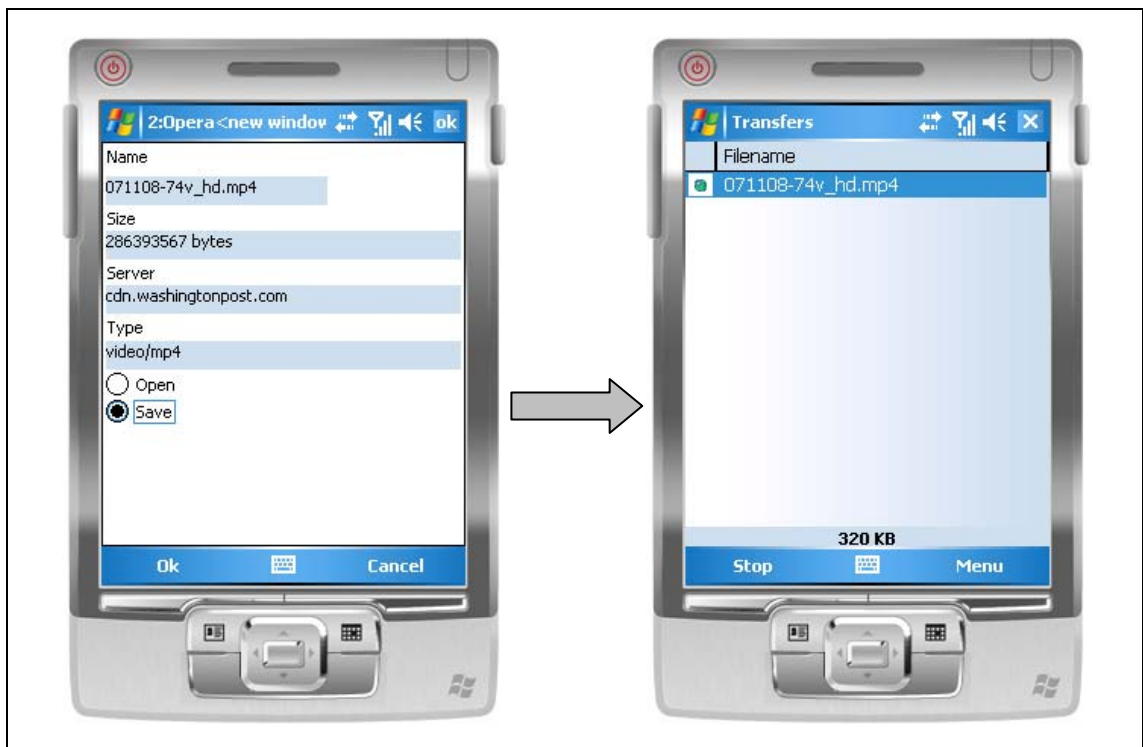 2:Opera<new window ok
Name
071108-74v_hd.mp4
Size
286393567 bytes
Server
cdn.washingtonpost.com
Type
video/mp4
Open
Save
Ok Cancel
Transfers
Filename
071108-74v_hd.mp4
320 KB
Stop Menu